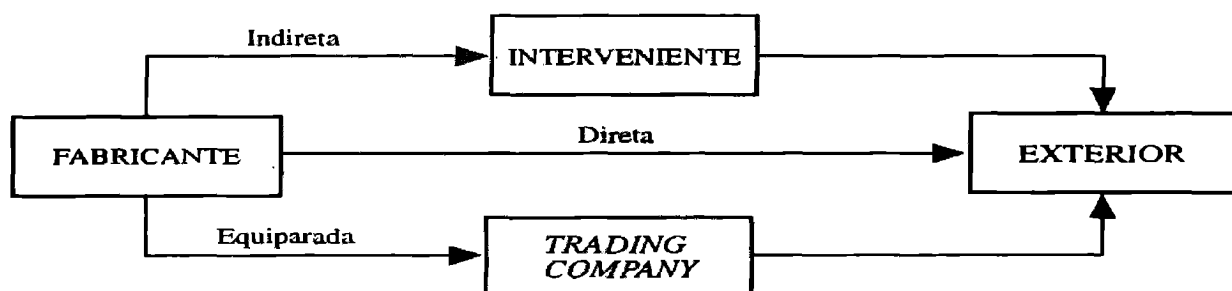 Indireta
INTERVENIENTE
Direta
FABRICANTE
EXTERIOR
Equiparada
TRADING
COMPANY